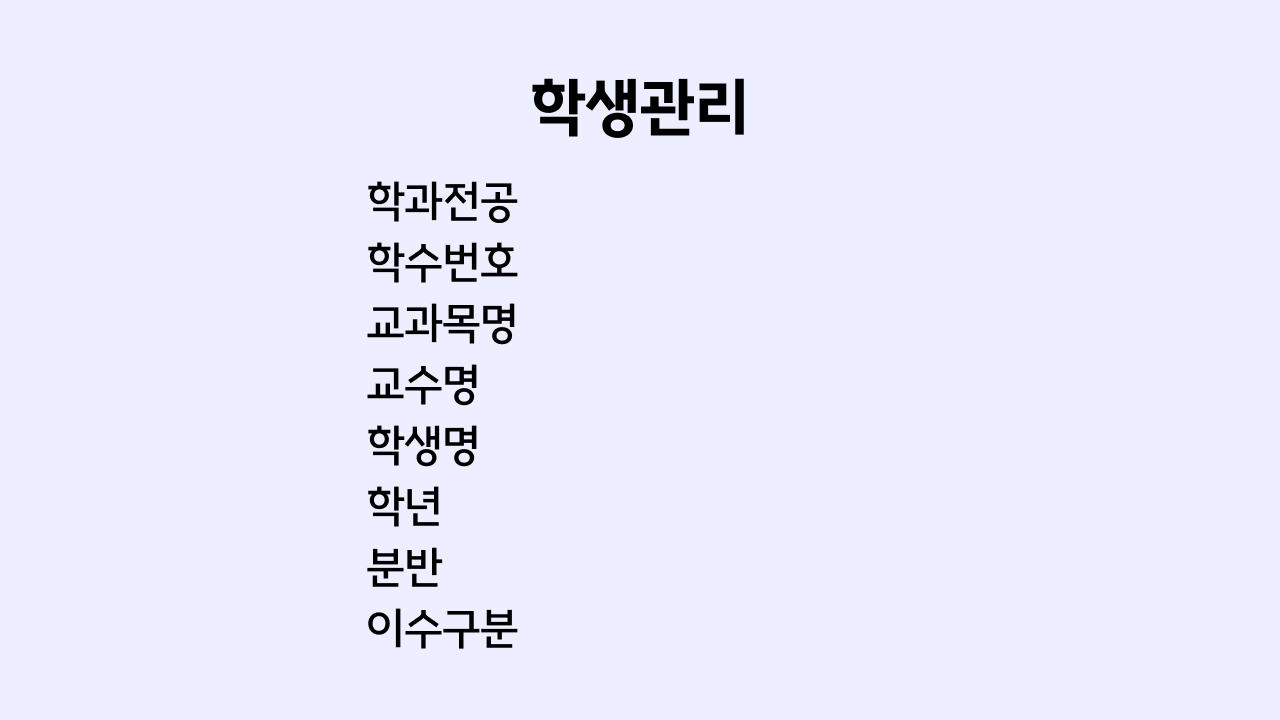 학생관리
학과전공
학수번호
교과목명
교수명
학생명
학년
분반
이수구분